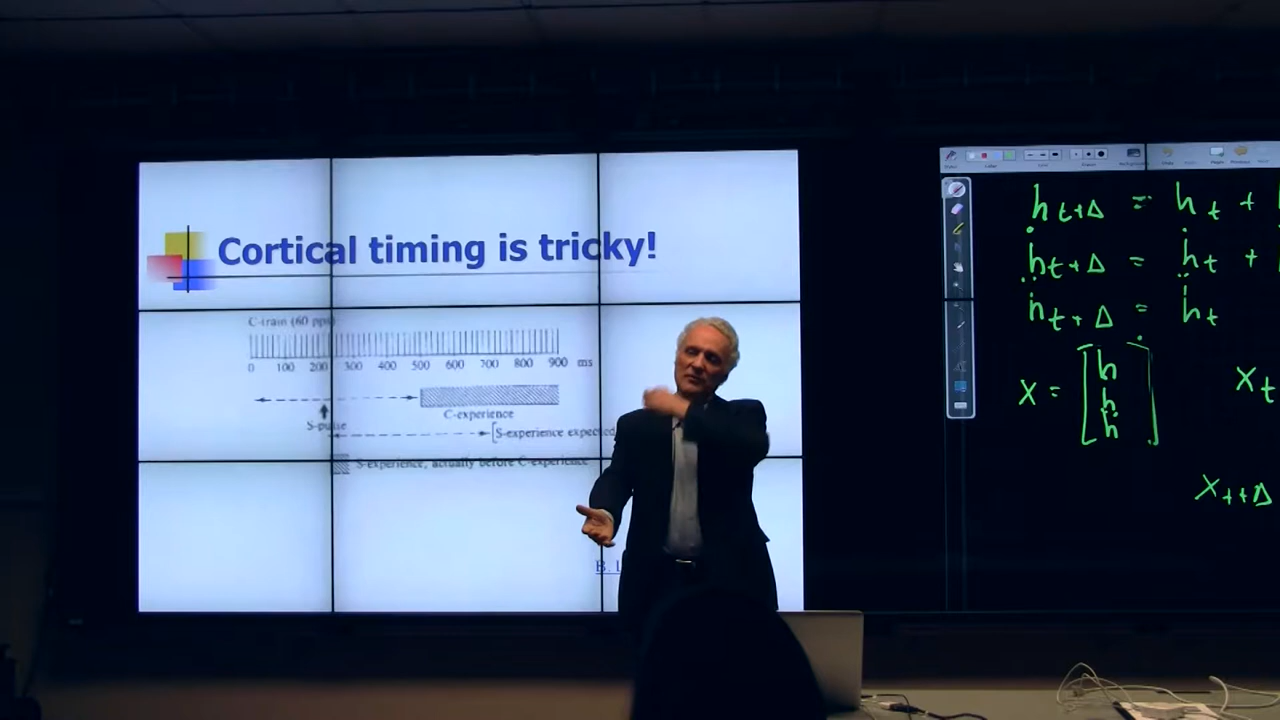 Cortical timing is tricky!
C-train (60 pps)
0 100 200 300 400 500 600 700 800 900 ms
C-experience
S-pulse
[S-experience expected
S-experience, actually before C-experience
B. L
h t+Δ = h t +
ḣ t+Δ = ḣ t +
ḧ t+Δ = ḧ t
X = [h ḣ ḧ]
X t
X t+Δ